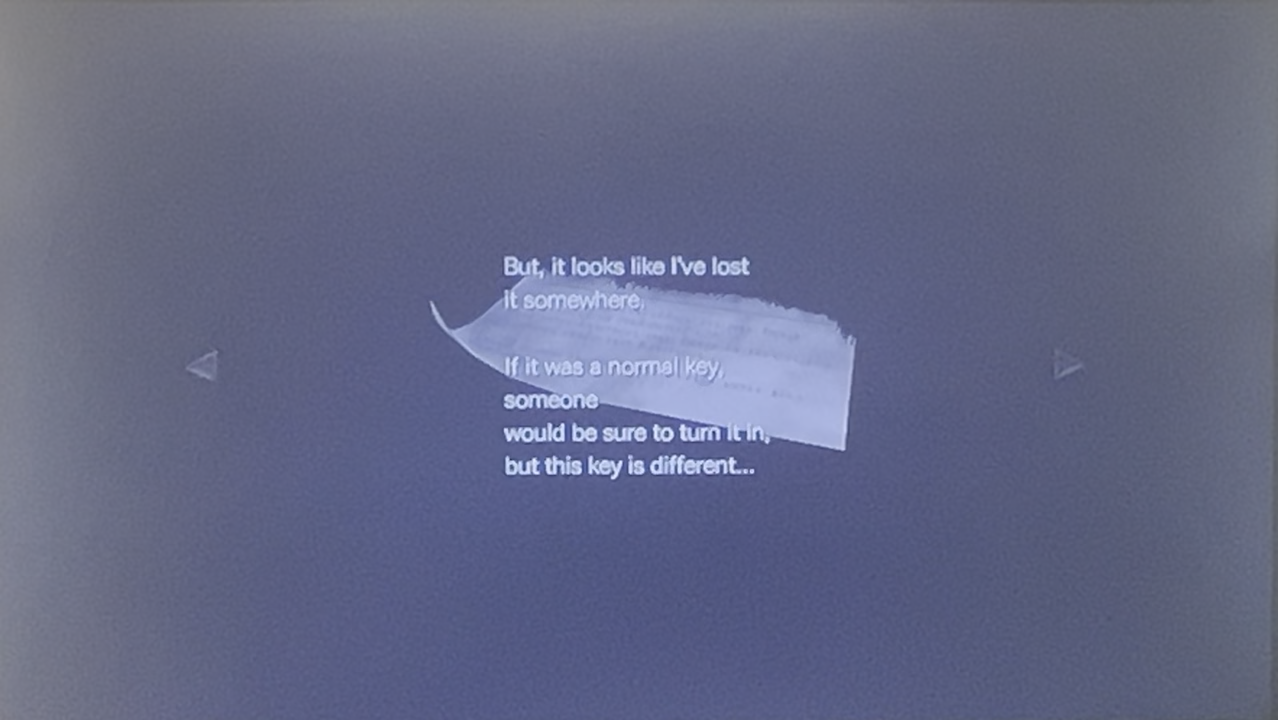 But, it looks like I've lost
it somewhere.
If it was a normal key,
someone
would be sure to turn it in,
but this key is different...